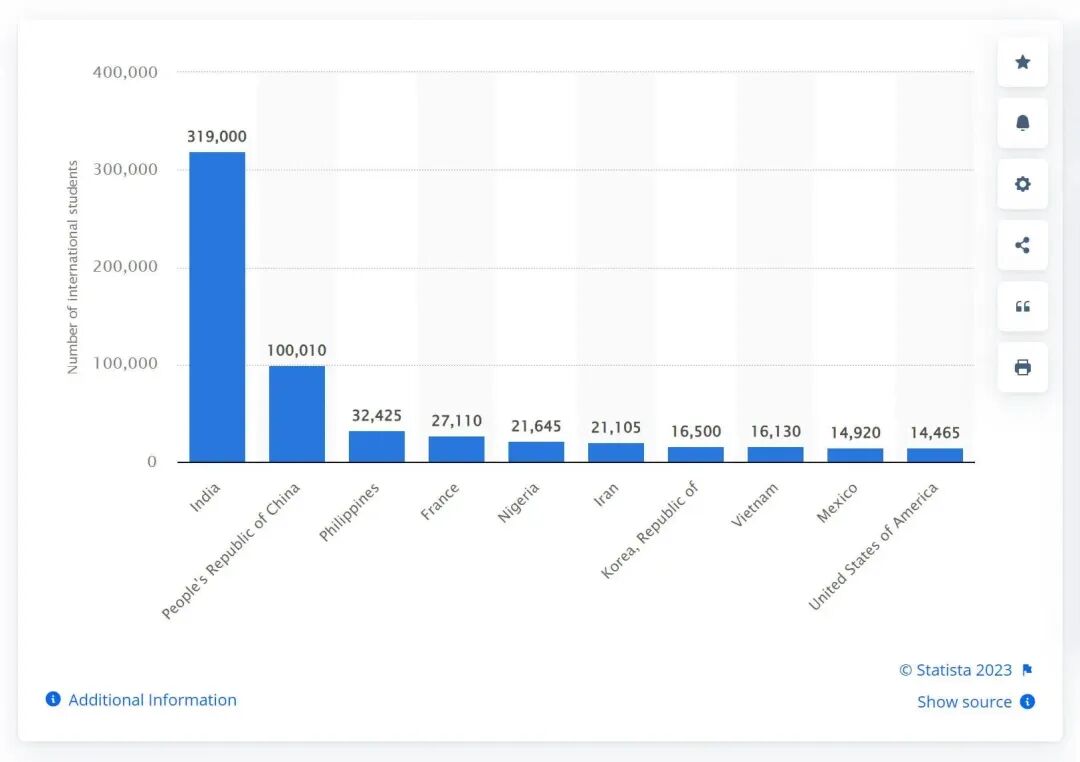 Number of international students
400,000
300,000
200,000
100,000
0
319,000
100,010
32,425
27,110
21,645
21,105
16,500
16,130
14,920
14,465
India
People's Republic of China
Philippines
France
Nigeria
Iran
Korea, Republic of
Vietnam
Mexico
United States of America
© Statista 2023
Additional Information
Show source